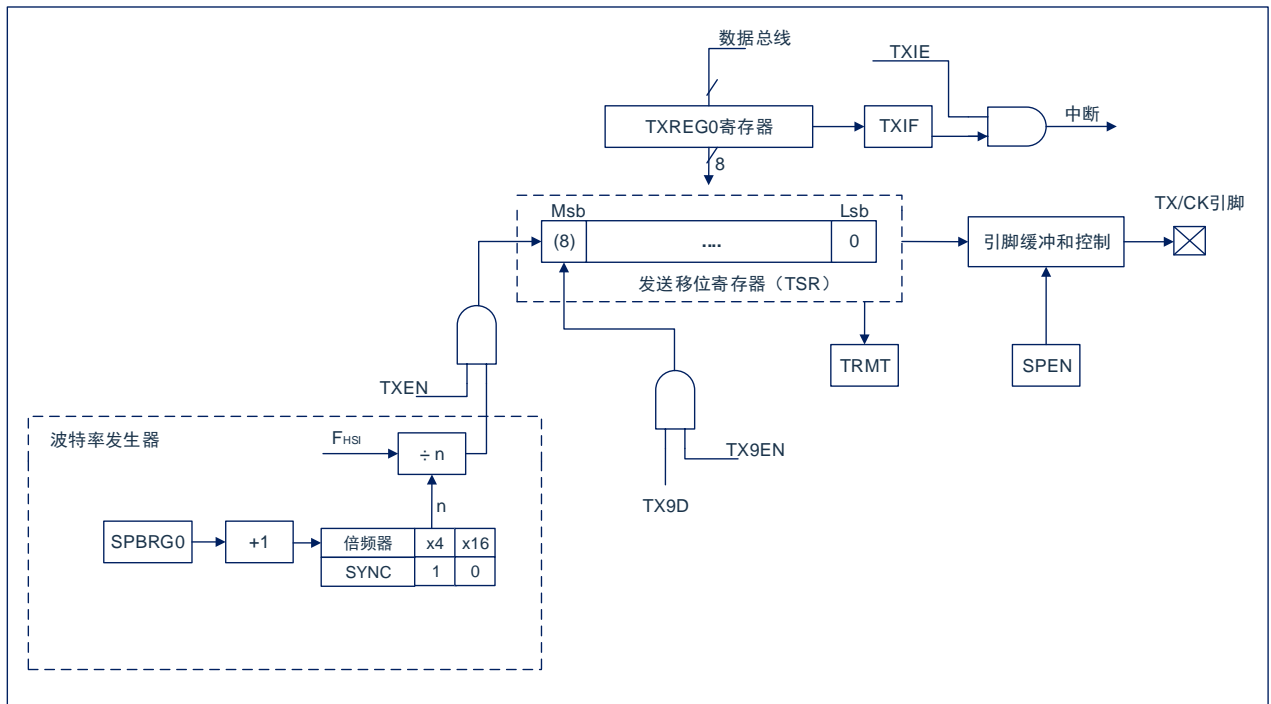 数据总线
TXIE
TXREG0寄存器
TXIF
中断
8
Msb
Lsb
(8)
....
0
发送移位寄存器（TSR）
引脚缓冲和控制
TX/CK引脚
TRMT
SPEN
TXEN
TX9EN
TX9D
波特率发生器
FHSI
÷ n
n
SPBRG0
+1
倍频器 x4 x16
SYNC 1 0